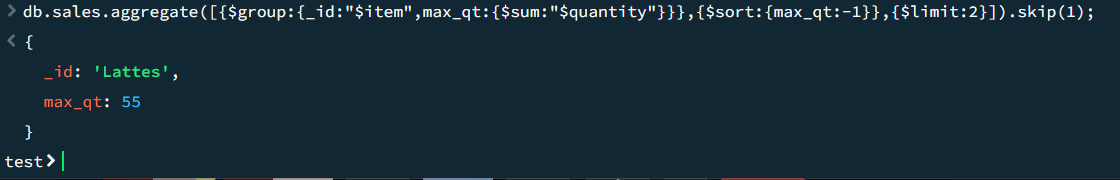 > db.sales.aggregate([{$group:{_id:"$item",max_qt:{$sum:"$quantity"}}},{$sort:{max_qt:-1}},{$limit:2}]).skip(1);
< {
_id: 'Lattes',
max_qt: 55
}
test>